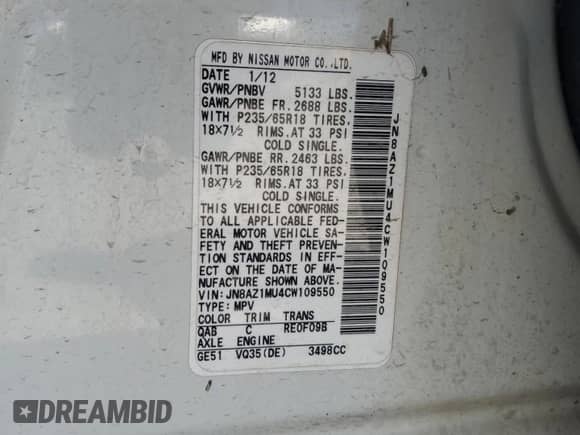 MFD BY NISSAN MOTOR CO.,LTD.
DATE 1/12
GVWR/PNBV 5133 LBS.
GAWR/PNBE FR. 2688 LBS.
WITH P235/65R18 TIRES,
18×7½ RIMS.AT 33 PSI
COLD SINGLE.
GAWR/PNBE RR. 2463 LBS.
WITH P235/65R18 TIRES,
18×7½ RIMS.AT 33 PSI
COLD SINGLE.
THIS VEHICLE CONFORMS
TO ALL APPLICABLE FED-
ERAL MOTOR VEHICLE SA-
FETY AND THEFT PREVEN-
TION STANDARDS IN EFF-
ECT ON THE DATE OF MA-
NUFACTURE SHOWN ABOVE.
VIN: JN8AZ1MU4CW109550
TYPE: MPV
COLOR TRIM TRANS
QAB C RE0F09B
AXLE ENGINE
GE51 VQ35(DE) 3498CC
JN8AZ1MU4CW109550
DREAMBID